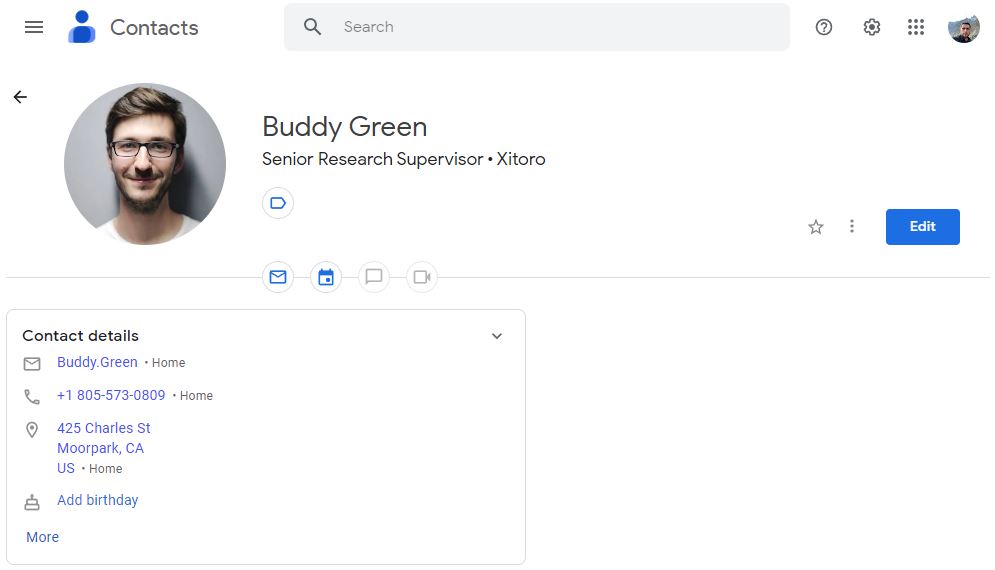 Contacts
Search
Buddy Green
Senior Research Supervisor • Xitoro
Edit
Contact details
Buddy.Green • Home
+1 805-573-0809 • Home
425 Charles St
Moorpark, CA
US • Home
Add birthday
More